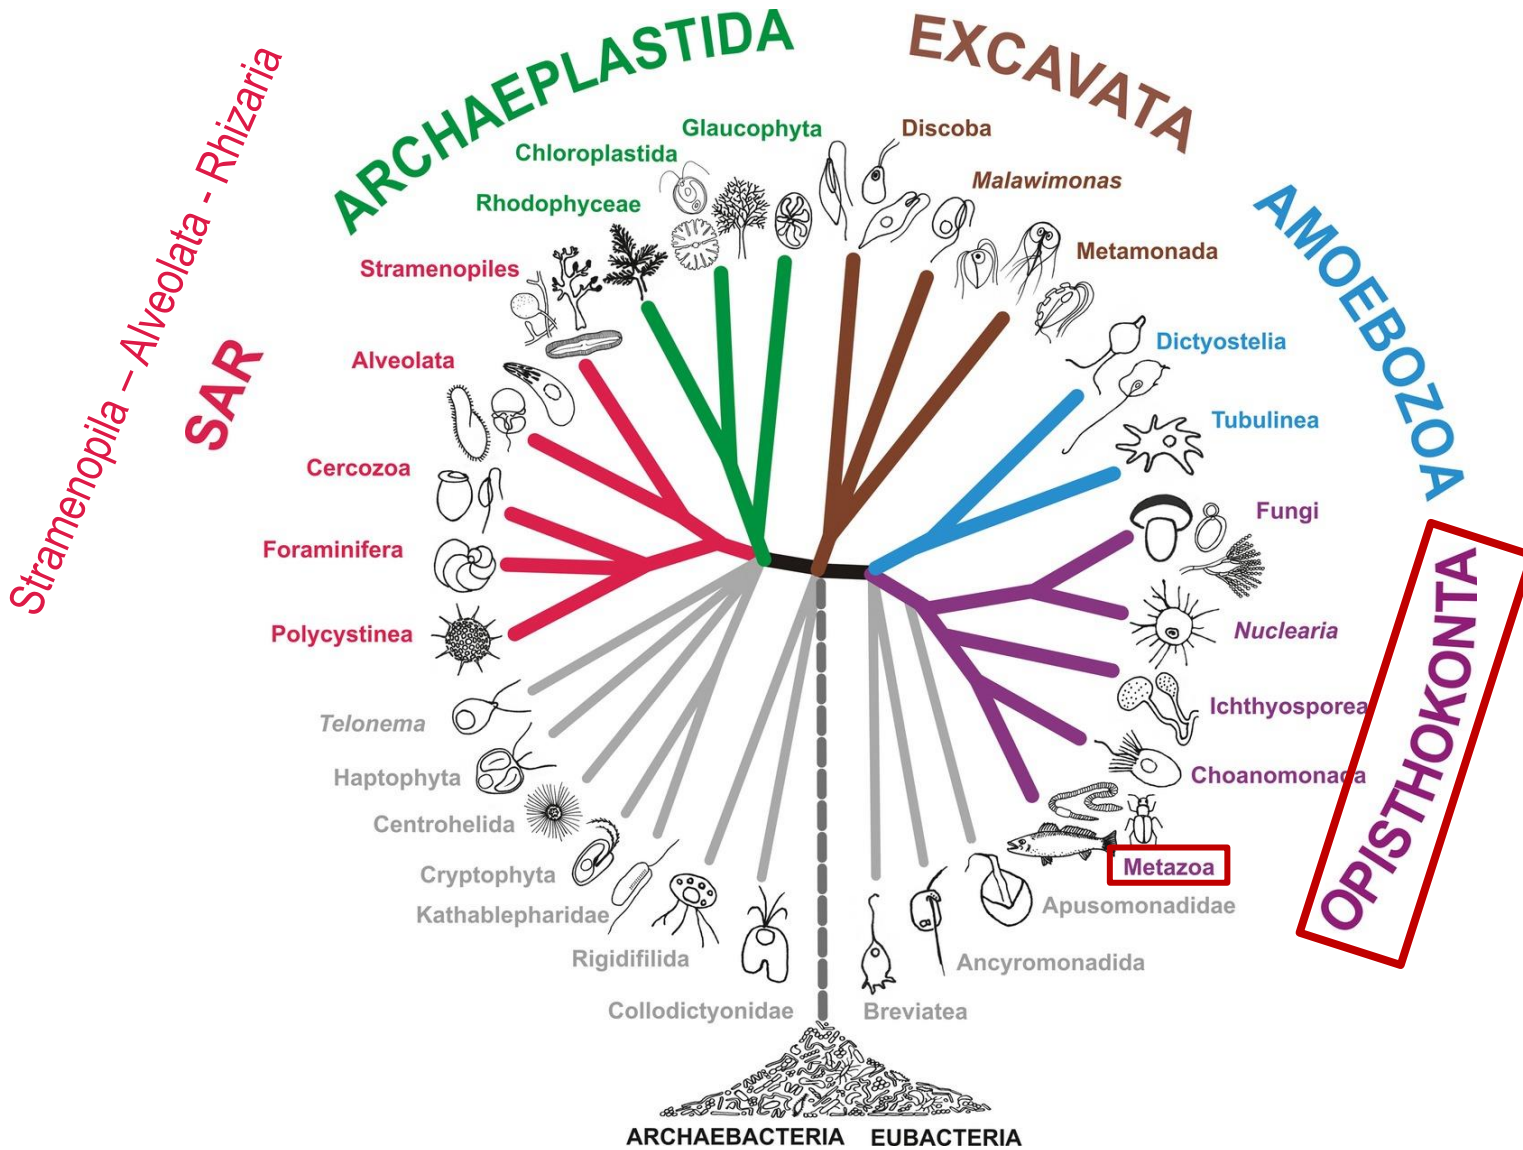 Stramenopila – Alveolata - Rhizaria
SAR
ARCHAEPLASTIDA
EXCAVATA
AMOEBOZOA
OPISTHOKONTA
Glaucophyta
Chloroplastida
Rhodophyceae
Stramenopiles
Alveolata
Cercozoa
Foraminifera
Polycystinea
Telonema
Haptophyta
Centrohelida
Cryptophyta
Kathablepharidae
Rigidifilida
Collodictyonidae
Discoba
Malawimonas
Metamonada
Dictyostelia
Tubulinea
Fungi
Nuclearia
Ichthyosporea
Choanomonada
Metazoa
Apusomonadidae
Ancyromonadida
Breviatea
ARCHAEBACTERIA EUBACTERIA